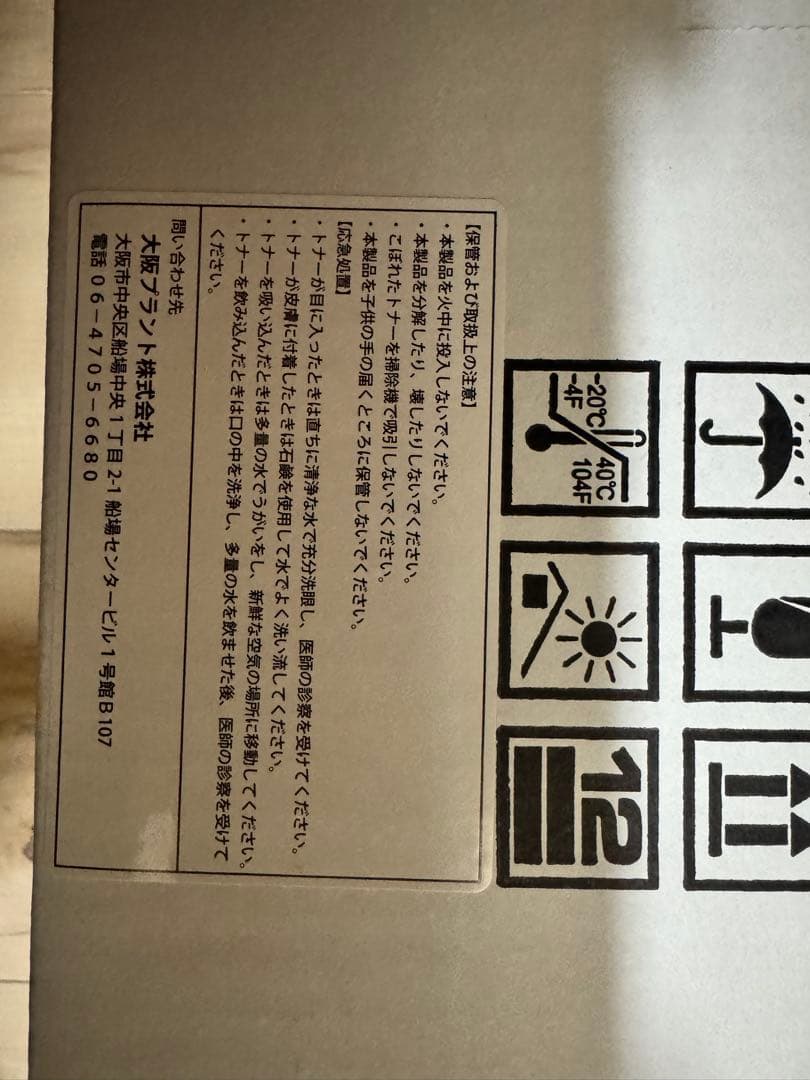 -20℃
-4F
40℃
104F
12
【保管および取扱上の注意】
・本製品を火中に投入しないでください。
・本製品を分解したり、壊したりしないでください。
・こぼれたトナーを掃除機で吸引しないでください。
・本製品を子供の手の届くところに保管しないでください。
【応急処置】
・トナーが目に入ったときは直ちに清浄な水で充分洗眼し、医師の診察を受けてください。
・トナーが皮膚に付着したときは石鹸を使用して水でよく洗い流してください。
・トナーを吸い込んだときは多量の水でうがいをし、新鮮な空気の場所に移動してください。
・トナーを飲み込んだときは口の中を洗浄し、多量の水を飲ませた後、医師の診察を受けて
ください。
問い合わせ先
大阪プラント株式会社
大阪市中央区船場中央1丁目2-1 船場センタービル1号館B107
電話06-4705-6680